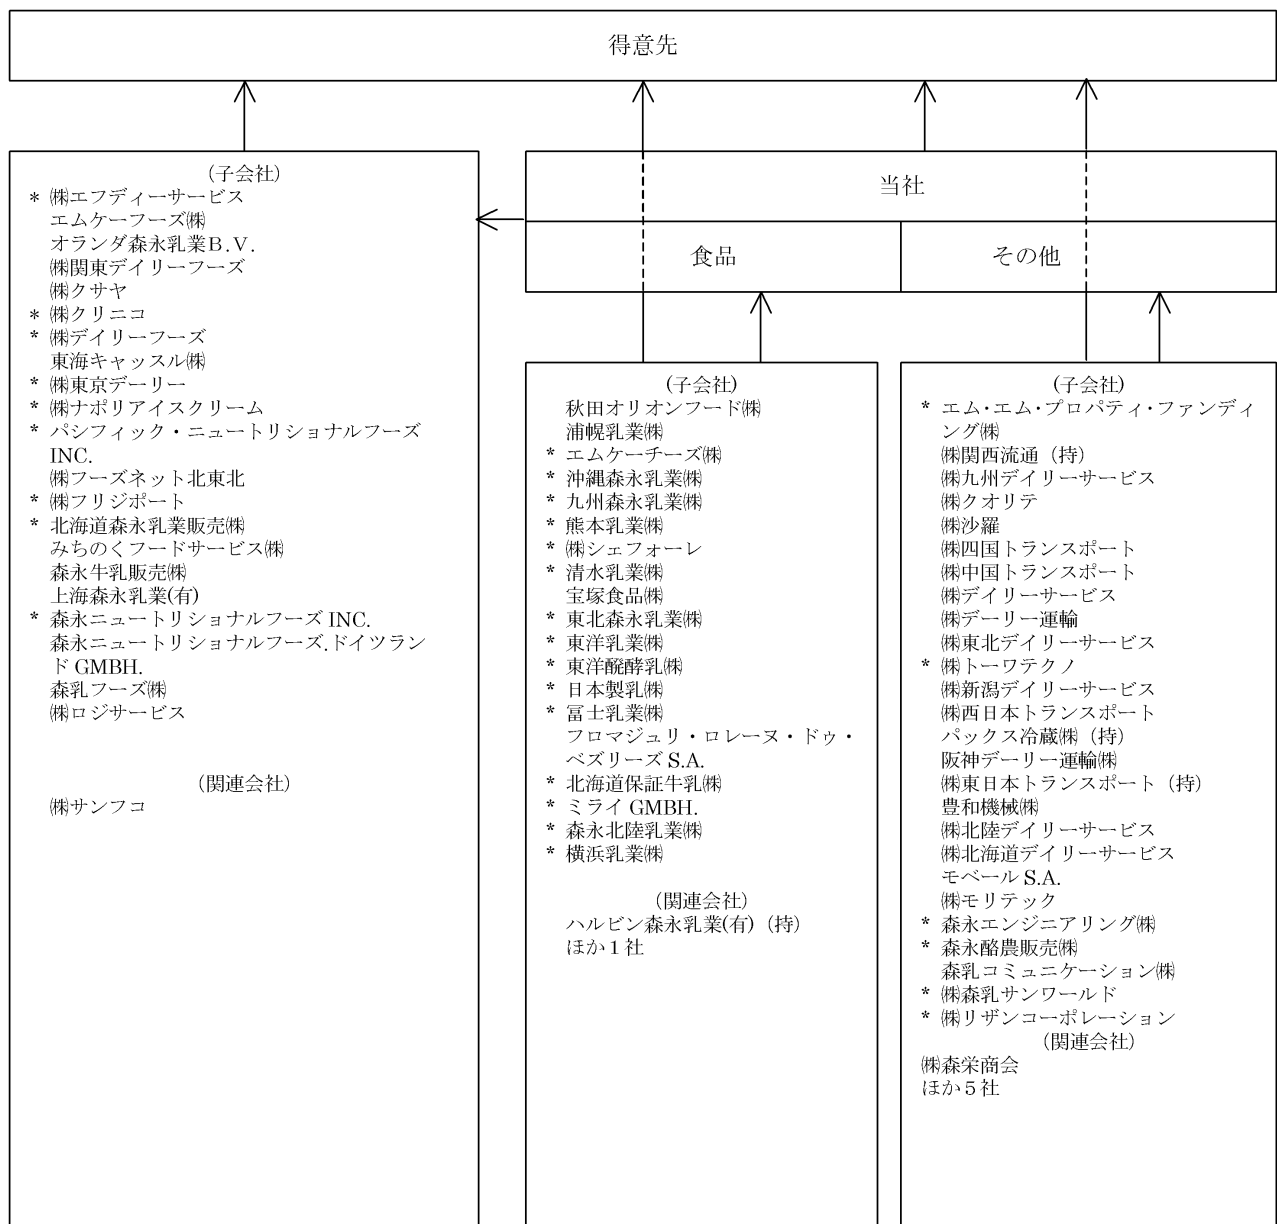 得意先
(子会社)
* ㈱エフディーサービス
エムケーフーズ㈱
オランダ森永乳業B.V.
㈱関東デイリーフーズ
㈱クサヤ
* ㈱クリニコ
* ㈱デイリーフーズ
東海キャッスル㈱
* ㈱東京デーリー
* ㈱ナポリアイスクリーム
* パシフィック・ニュートリショナルフーズ
INC.
㈱フーズネット北東北
* ㈱フリジポート
* 北海道森永乳業販売㈱
みちのくフードサービス㈱
森永牛乳販売㈱
上海森永乳業(有)
* 森永ニュートリショナルフーズ INC.
森永ニュートリショナルフーズ.ドイツラン
ド GMBH.
森乳フーズ㈱
㈱ロジサービス
(関連会社)
㈱サンフコ
当社
食品
その他
(子会社)
秋田オリオンフード㈱
浦幌乳業㈱
* エムケーチーズ㈱
* 沖縄森永乳業㈱
* 九州森永乳業㈱
* 熊本乳業㈱
* ㈱シェフォーレ
* 清水乳業㈱
宝塚食品㈱
* 東北森永乳業㈱
* 東洋乳業㈱
* 東洋醗酵乳㈱
* 日本製乳㈱
* 冨士乳業㈱
フロマジュリ・ロレーヌ・ドゥ・
ベズリーズ S.A.
* 北海道保証牛乳㈱
* ミライ GMBH.
* 森永北陸乳業㈱
* 横浜乳業㈱
(関連会社)
ハルビン森永乳業(有)（持）
ほか１社
(子会社)
* エム･エム･プロパティ･ファンディ
ング㈱
㈱関西流通（持）
㈱九州デイリーサービス
㈱クオリテ
㈱沙羅
㈱四国トランスポート
㈱中国トランスポート
㈱デイリーサービス
㈱デーリー運輸
㈱東北デイリーサービス
* ㈱トーワテクノ
㈱新潟デイリーサービス
㈱西日本トランスポート
パックス冷蔵㈱（持）
阪神デーリー運輸㈱
㈱東日本トランスポート（持）
豊和機械㈱
㈱北陸デイリーサービス
㈱北海道デイリーサービス
モベール S.A.
㈱モリテック
* 森永エンジニアリング㈱
* 森永酪農販売㈱
森乳コミュニケーション㈱
* ㈱森乳サンワールド
* ㈱リザンコーポレーション
(関連会社)
㈱森栄商会
ほか５社